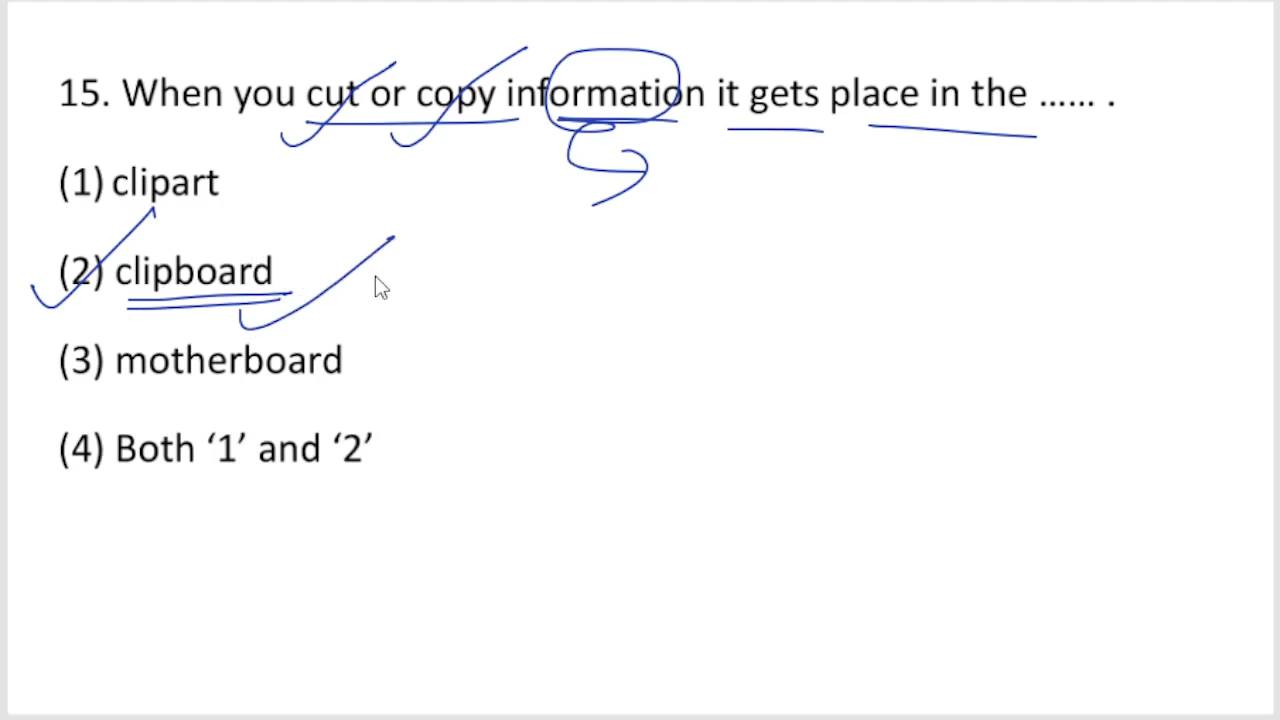 15. When you cut or copy information it gets place in the ...... .
(1) clipart
(2) clipboard
(3) motherboard
(4) Both ‘1’ and ‘2’